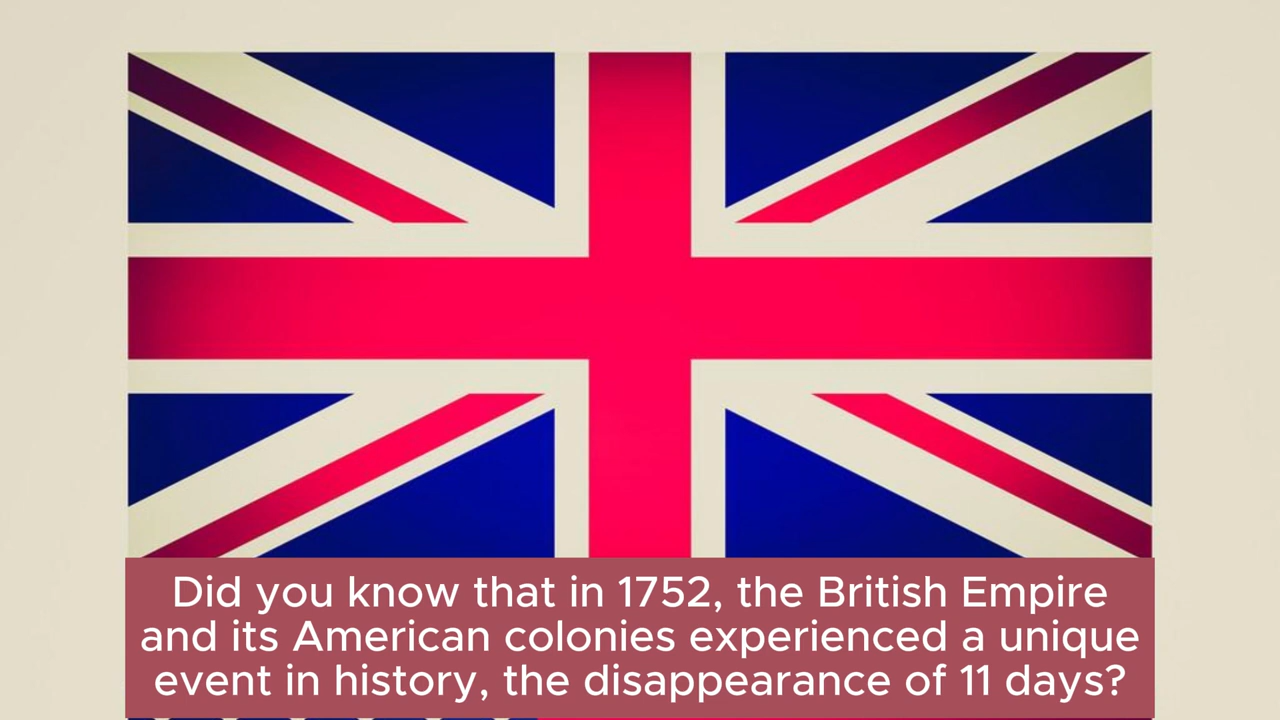 Did you know that in 1752, the British Empire
and its American colonies experienced a unique
event in history, the disappearance of 11 days?